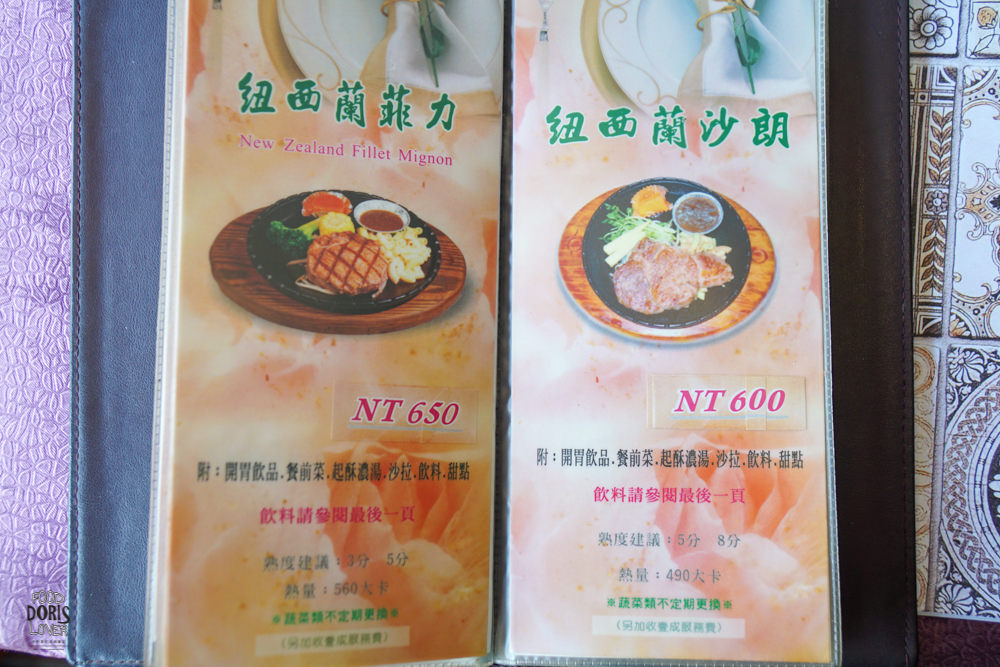 紐西蘭菲力
New Zealand Fillet Mignon
NT 650
附：開胃飲品.餐前菜.起酥濃湯.沙拉.飲料.甜點
飲料請參閱最後一頁
熟度建議：3分 5分
熱量：560大卡
※蔬菜類不定期更換※
(另加收壹成服務費)
紐西蘭沙朗
NT 600
附：開胃飲品.餐前菜.起酥濃湯.沙拉.飲料.甜點
飲料請參閱最後一頁
熟度建議：5分 8分
熱量：490大卡
※蔬菜類不定期更換※
(另加收壹成服務費)
FOOD
DORIS
LOVER